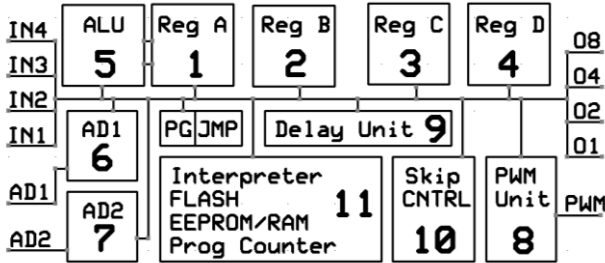 IN4
IN3
IN2
IN1
AD1
AD2
ALU
5
Reg A
1
Reg B
2
Reg C
3
Reg D
4
O8
O4
O2
O1
AD1
6
PG JMP
Delay Unit 9
AD2
7
Interpreter
FLASH 11
EEPROM/RAM
Prog Counter
Skip
CNTRL
10
PWM
Unit
8
PWM